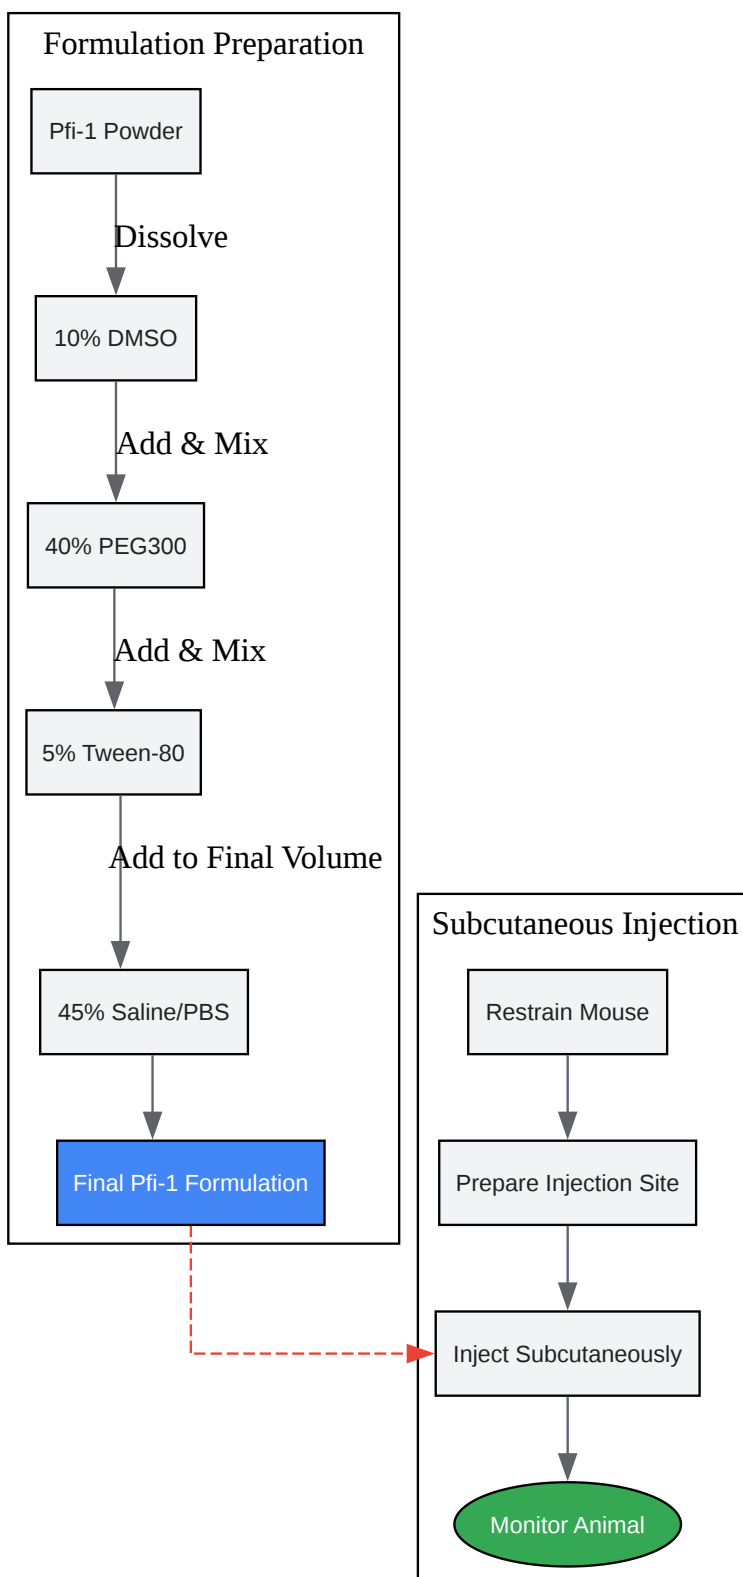 Formulation Preparation
Pfi-1 Powder
Dissolve
10% DMSO
Add & Mix
40% PEG300
Add & Mix
5% Tween-80
Add to Final Volume
45% Saline/PBS
Final Pfi-1 Formulation
Subcutaneous Injection
Restrain Mouse
Prepare Injection Site
Inject Subcutaneously
Monitor Animal